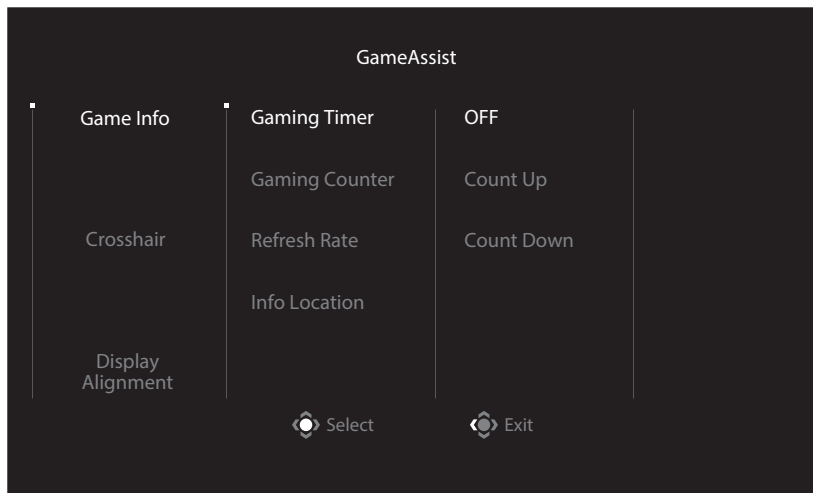 GameAssist
Game Info
Gaming Timer
OFF
Gaming Counter
Count Up
Crosshair
Refresh Rate
Count Down
Info Location
Display
Alignment
Select
Exit